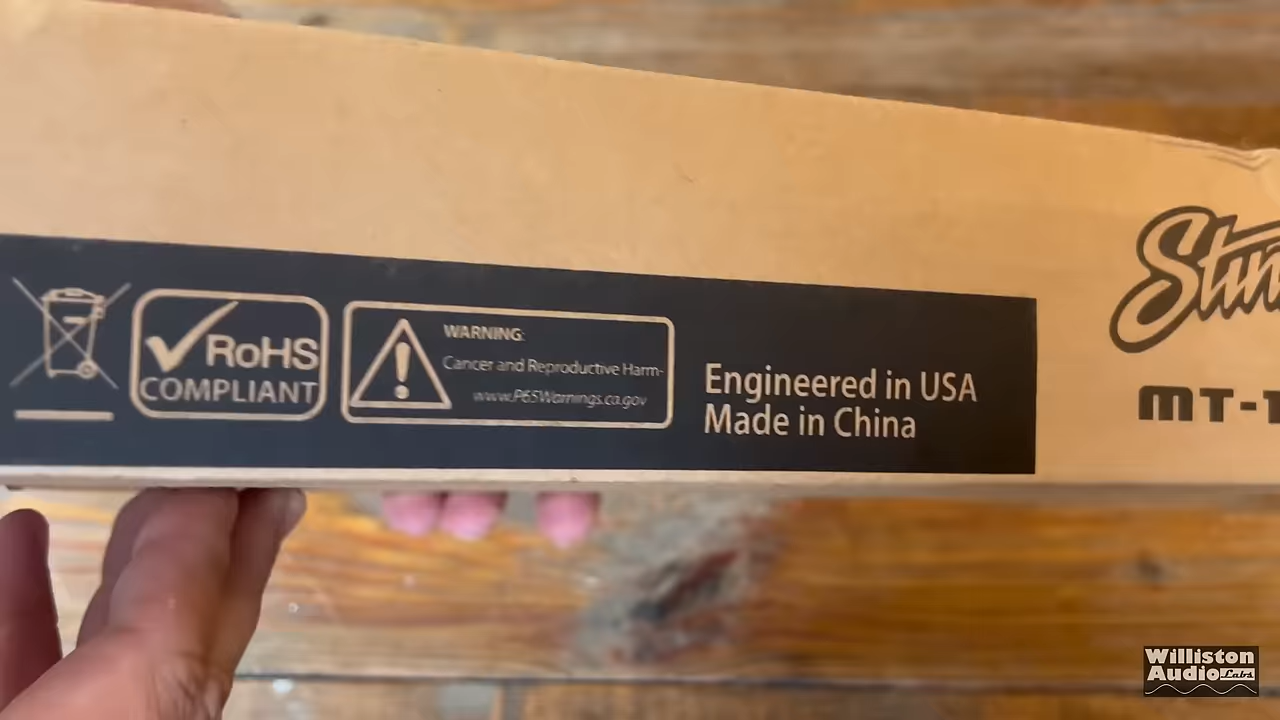 RoHS
COMPLIANT
WARNING:
Cancer and Reproductive Harm-
www.P65Warnings.ca.gov
Engineered in USA
Made in China
MT-1
Williston
Audio Labs